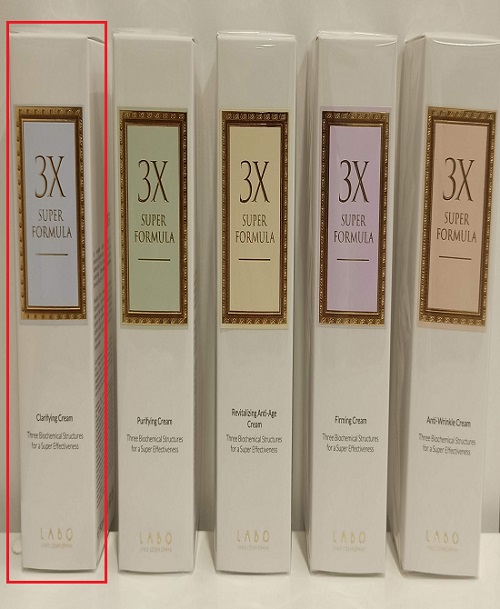 3X
SUPER
FORMULA
Clarifying Cream
Three Biochemical Structures
for a Super Effectiveness
LABO
3X
SUPER
FORMULA
Purifying Cream
Three Biochemical Structures
for a Super Effectiveness
LABO
3X
SUPER
FORMULA
Revitalizing Anti-Age
Cream
Three Biochemical Structures
for a Super Effectiveness
LABO
3X
SUPER
FORMULA
Firming Cream
Three Biochemical Structures
for a Super Effectiveness
LABO
3X
SUPER
FORMULA
Anti-Wrinkle Cream
Three Biochemical Structures
for a Super Effectiveness
LABO